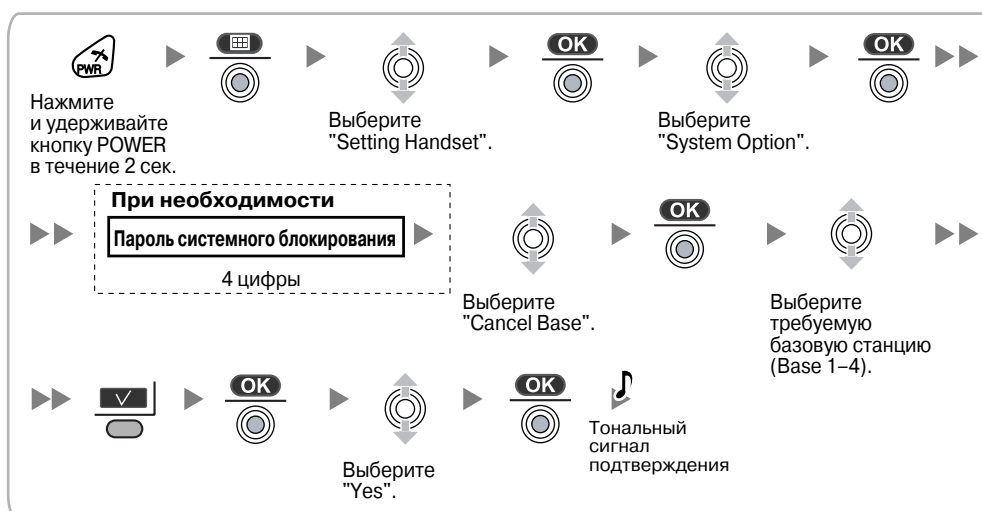 PWR
OK
OK
Нажмите
и удерживайте
кнопку POWER
в течение 2 сек.
Выберите
"Setting Handset".
Выберите
"System Option".
При необходимости
Пароль системного блокирования
4 цифры
OK
Выберите
"Cancel Base".
Выберите
требуемую
базовую станцию
(Base 1–4).
OK
OK
Выберите
"Yes".
Тональный
сигнал
подтверждения